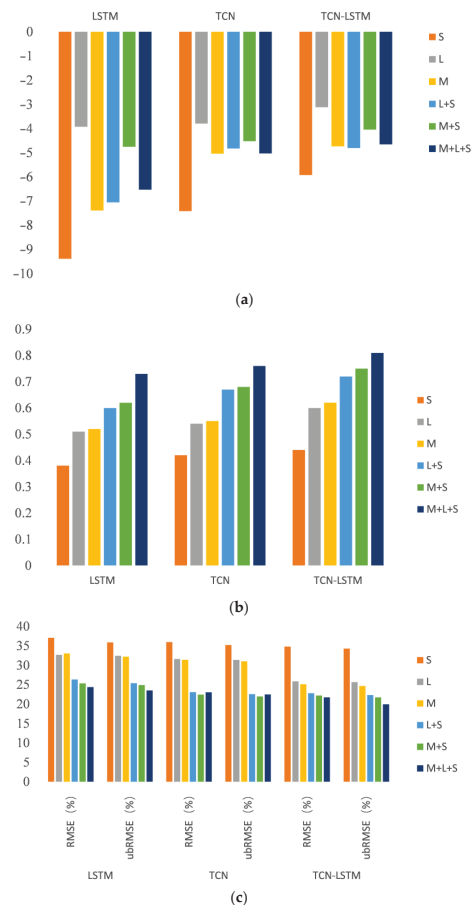 LSTM TCN TCN-LSTM
0
−1
−2
−3
−4
−5
−6
−7
−8
−9
−10
S
L
M
L+S
M+S
M+L+S
(a)
0.9
0.8
0.7
0.6
0.5
0.4
0.3
0.2
0.1
0
LSTM TCN TCN-LSTM
S
L
M
L+S
M+S
M+L+S
(b)
40
35
30
25
20
15
10
5
0
RMSE (%)
ubRMSE (%)
RMSE (%)
ubRMSE (%)
RMSE (%)
ubRMSE (%)
LSTM TCN TCN-LSTM
S
L
M
L+S
M+S
M+L+S
(c)